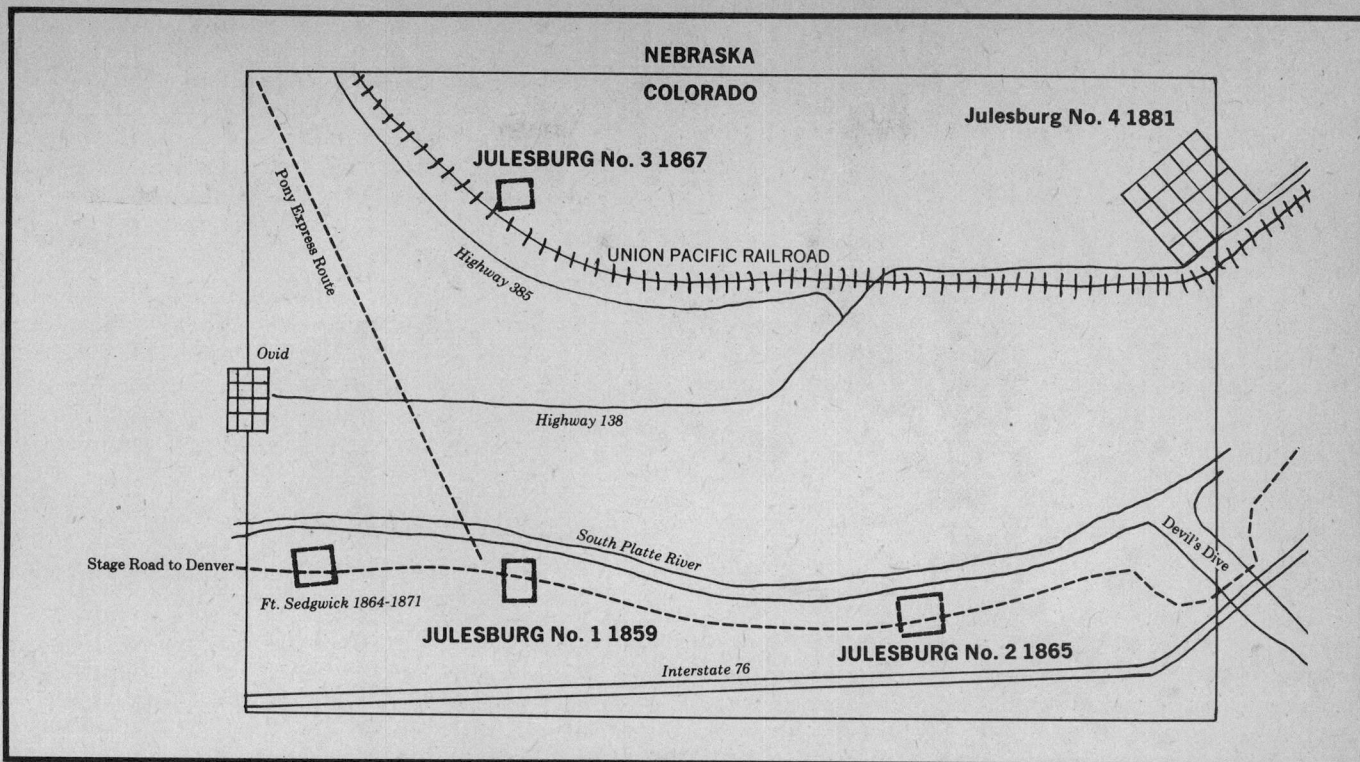 NEBRASKA
COLORADO
Julesburg No. 4 1881
JULESBURG No. 3 1867
Pony Express Route
UNION PACIFIC RAILROAD
Highway 385
Ovid
Highway 138
South Platte River
Devil's Dive
Stage Road to Denver
Ft. Sedgwick 1864-1871
JULESBURG No. 1 1859
JULESBURG No. 2 1865
Interstate 76